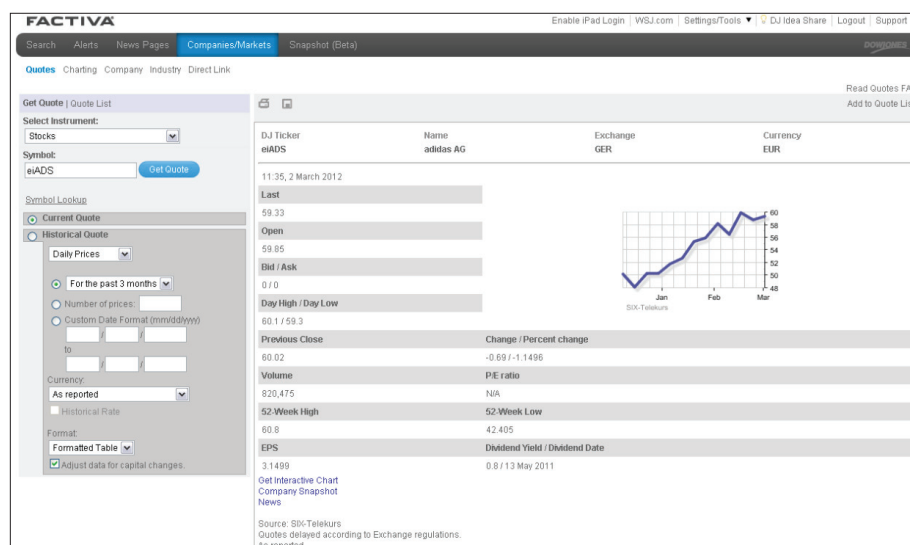 FACTIVA
Enable iPad Login | WSJ.com | Settings/Tools ▼ | DJ Idea Share | Logout | Support
Search Alerts News Pages Companies/Markets Snapshot (Beta) DOWJONES
Quotes Charting Company Industry Direct Link
Read Quotes FA
Get Quote | Quote List
Add to Quote Lis
Select Instrument:
Stocks
Symbol:
eiADS Get Quote
Symbol Lookup
Current Quote
Historical Quote
Daily Prices
For the past 3 months
Number of prices:
Custom Date Format (mm/dd/yyyy)
/ /
to
/ /
Currency:
As reported
Historical Rate
Format:
Formatted Table
Adjust data for capital changes.
DJ Ticker Name Exchange Currency
eiADS adidas AG GER EUR
11:35, 2 March 2012
Last
59.33
Open
59.85
Bid / Ask
0 / 0
Day High / Day Low
60.1 / 59.3
60
58
56
54
52
50
48
Jan Feb Mar
SIX-Telekurs
Previous Close Change / Percent change
60.02 -0.69 / -1.1496
Volume P/E ratio
820,475 N/A
52-Week High 52-Week Low
60.8 42.405
EPS Dividend Yield / Dividend Date
3.1499 0.8 / 13 May 2011
Get Interactive Chart
Company Snapshot
News
Source: SIX-Telekurs
Quotes delayed according to Exchange regulations.
As reported